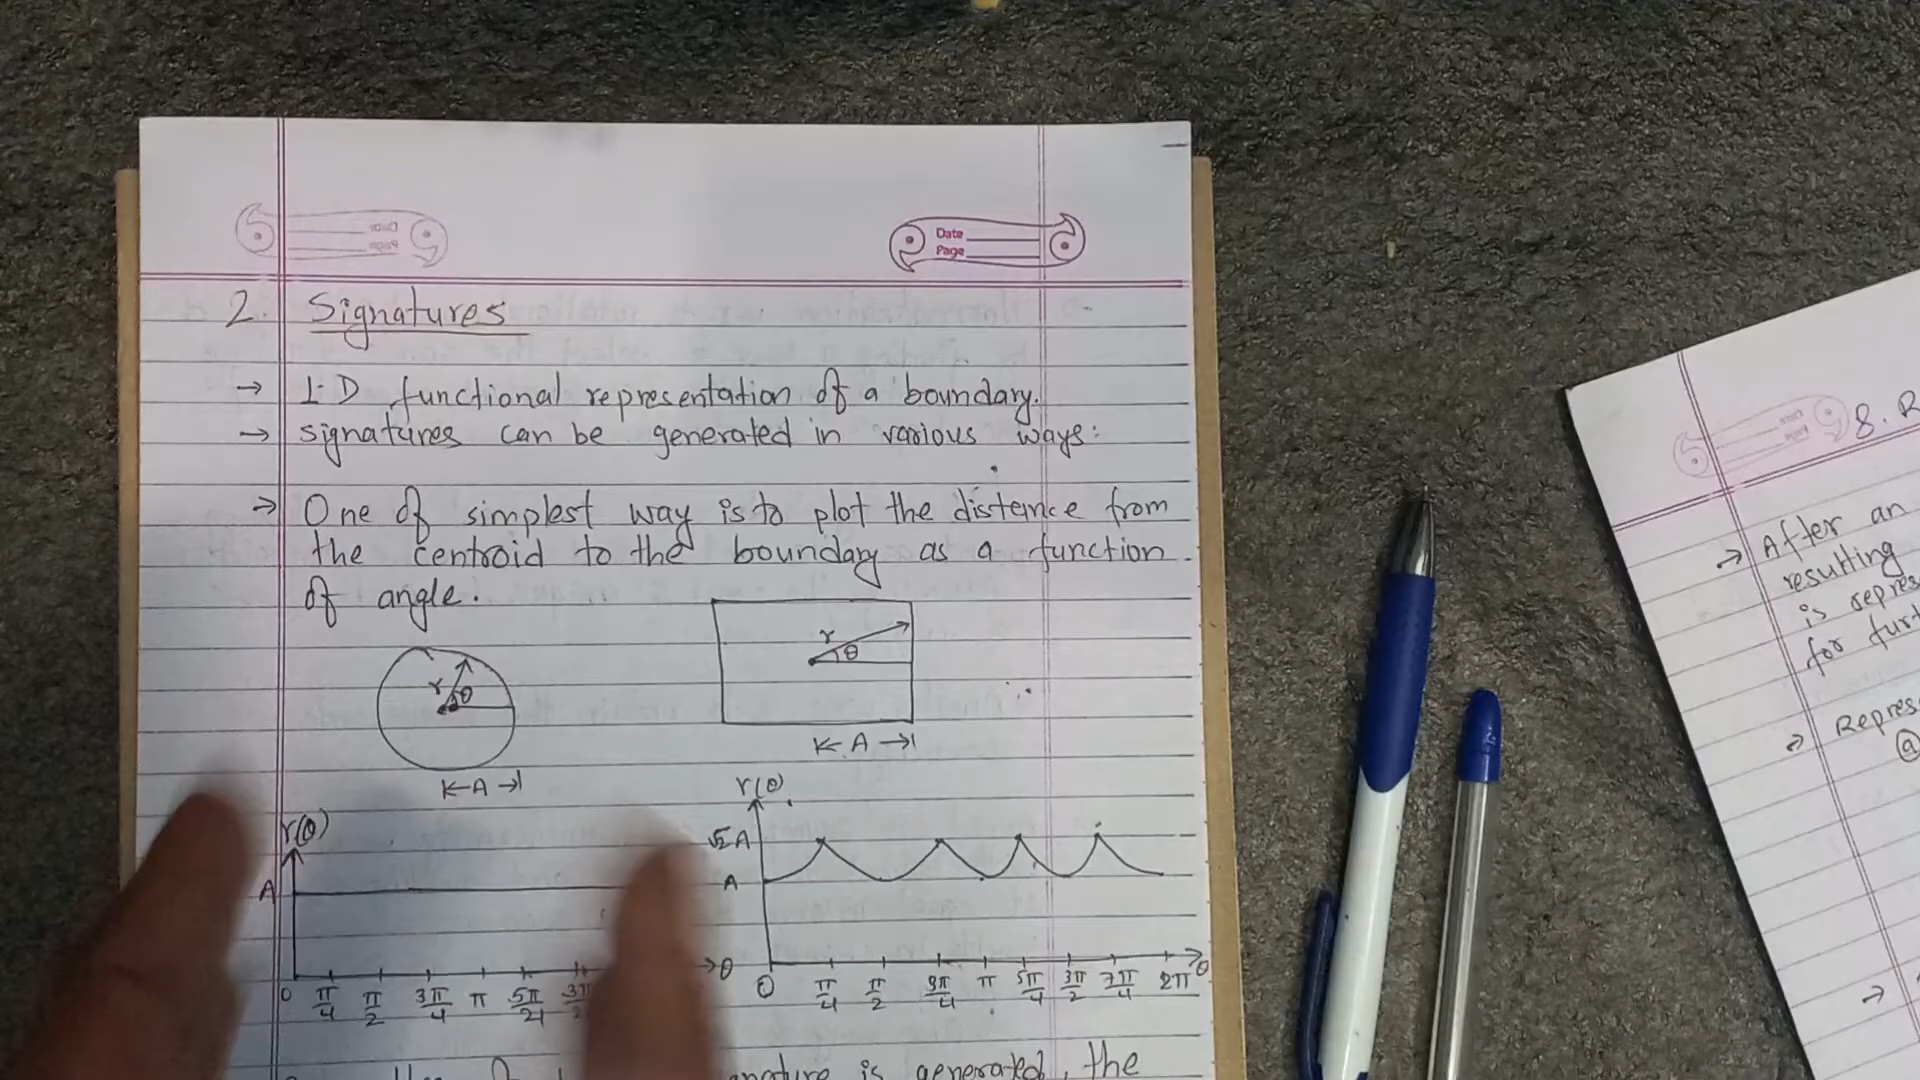 Date
Page
2. Signatures
→ 1-D functional representation of a boundary.
→ signatures can be generated in various ways:
→ One of simplest way is to plot the distance from
the centroid to the boundary as a function
of angle.
r θ
r θ
K-A→|
K-A→|
r(θ)
A
0 π/4 π/2 3π/4 π
θ
r(θ)
√2A
A
0 π/4 π/2 3π/4 π 5π/4 3π/2 7π/4 2π θ
is generated, the
8. R
→ After an
resulting
is repres
for furt
→ Repres
ⓐ
→